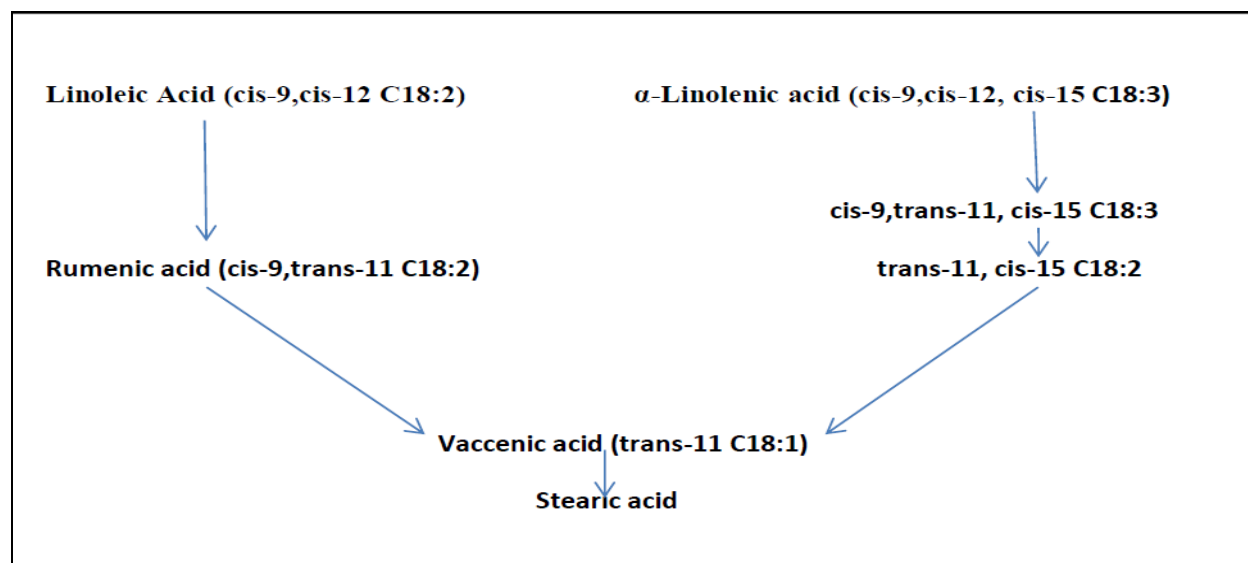 Linoleic Acid (cis-9,cis-12 C18:2)
α-Linolenic acid (cis-9,cis-12, cis-15 C18:3)
cis-9,trans-11, cis-15 C18:3
Rumenic acid (cis-9,trans-11 C18:2)
trans-11, cis-15 C18:2
Vaccenic acid (trans-11 C18:1)
Stearic acid